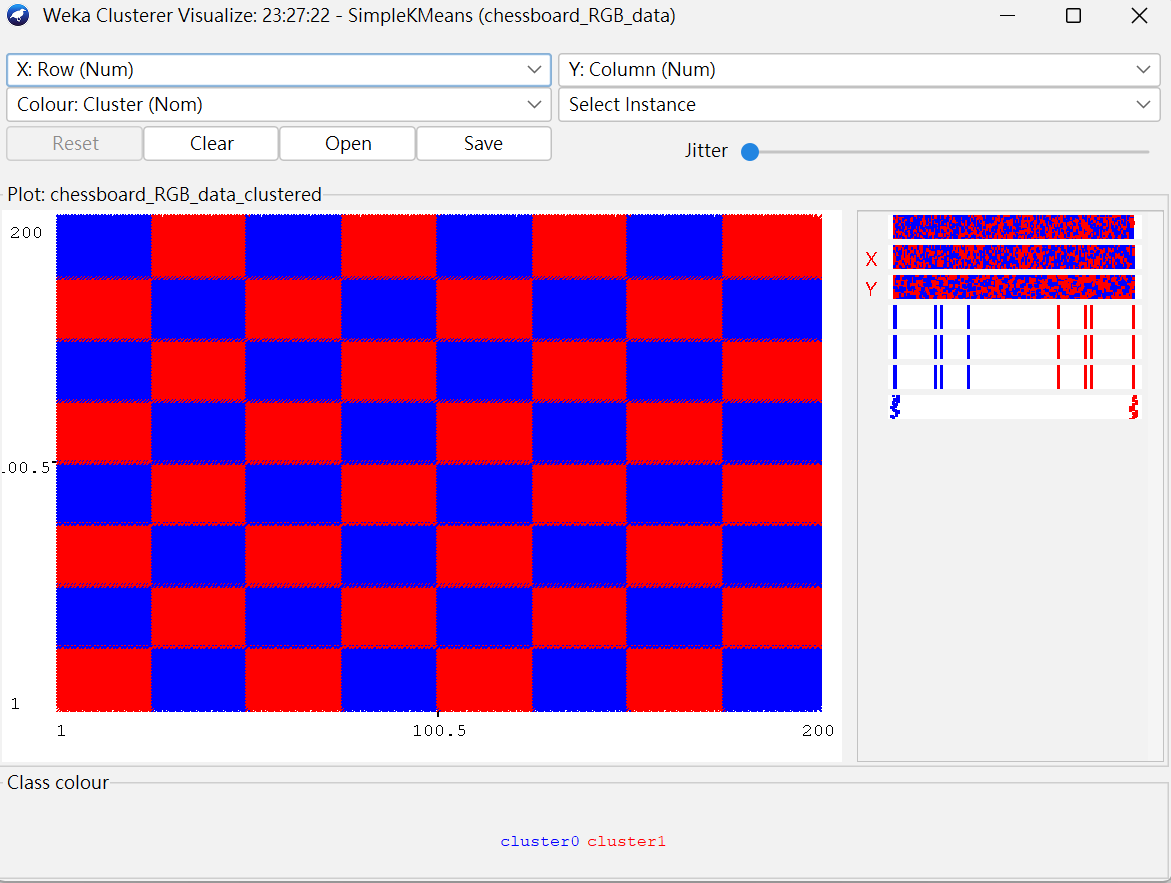 Weka Clusterer Visualize: 23:27:22 - SimpleKMeans (chessboard_RGB_data)
X: Row (Num) Y: Column (Num)
Colour: Cluster (Nom) Select Instance
Reset Clear Open Save Jitter
Plot: chessboard_RGB_data_clustered
200
X
Y
.00.5
1
1 100.5 200
Class colour
cluster0 cluster1